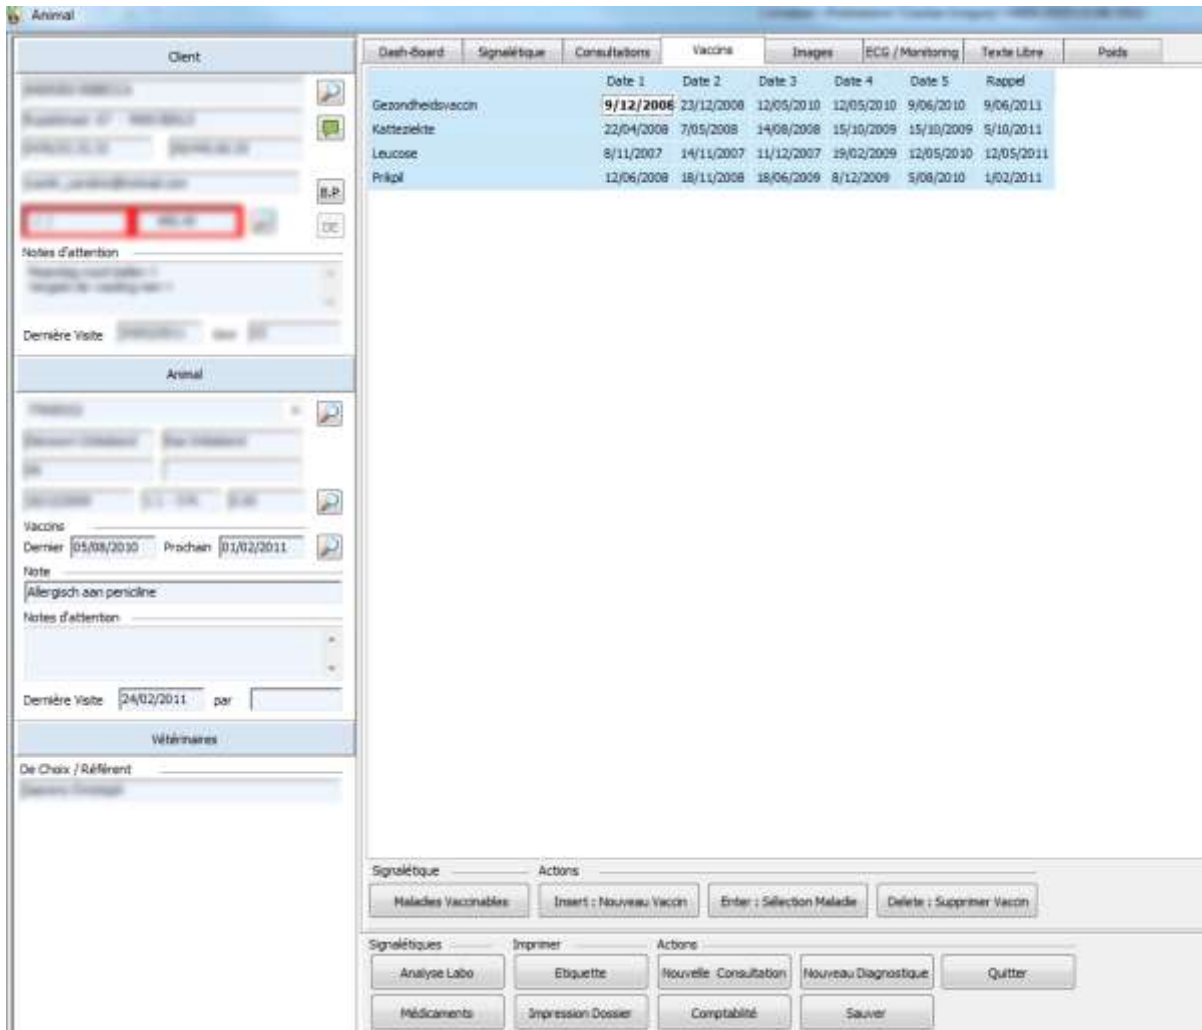 Animal
Client
B.P
DE
Notes d'attention
Dernière Visite
Animal
Vaccins
Dernier 05/08/2010 Prochain 01/02/2011
Note
Allergisch aan peniciline
Notes d'attention
Dernière Visite 24/02/2011 par
Vétérinaires
De Choix / Référent
Dash-Board Signalétique Consultations Vaccins Images ECG / Monitoring Texte Libre Poids
Date 1 Date 2 Date 3 Date 4 Date 5 Rappel
Gezondheidsvaccin 9/12/2008 23/12/2008 12/05/2010 12/05/2010 9/06/2010 9/06/2011
Katteziekte 22/04/2008 7/05/2008 14/08/2008 15/10/2009 15/10/2009 5/10/2011
Leucose 8/11/2007 14/11/2007 11/12/2007 19/02/2009 12/05/2010 12/05/2011
Prikpil 12/06/2008 18/11/2008 18/06/2009 8/12/2009 5/08/2010 1/02/2011
Signalétique Actions
Maladies Vaccinables Insert : Nouveau Vaccin Enter : Sélection Maladie Delete : Supprimer Vaccin
Signalétiques Imprimer Actions
Analyse Labo Etiquette Nouvelle Consultation Nouveau Diagnostique Quitter
Médicaments Impression Dossier Comptablité Sauver